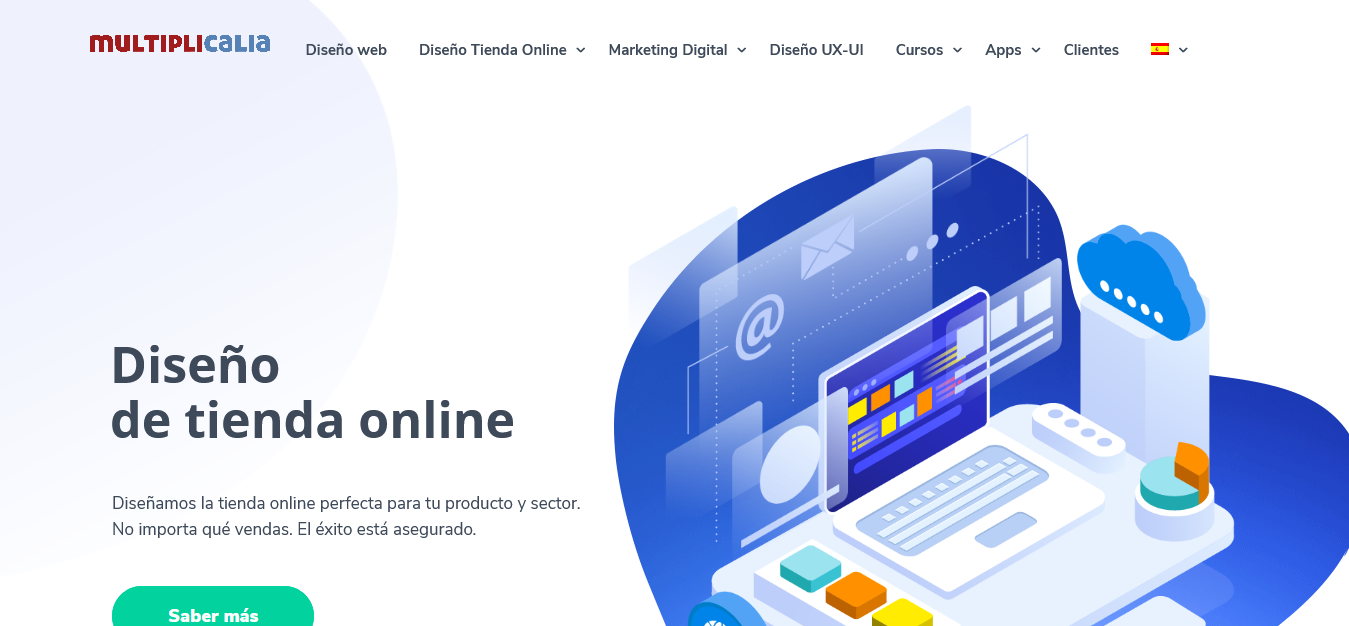 MULTIPLICALIA
Diseño web
Diseño Tienda Online
Marketing Digital
Diseño UX-UI
Cursos
Apps
Clientes
@
Diseño
de tienda online
Diseñamos la tienda online perfecta para tu producto y sector.
No importa qué vendas. El éxito está asegurado.
Saber más